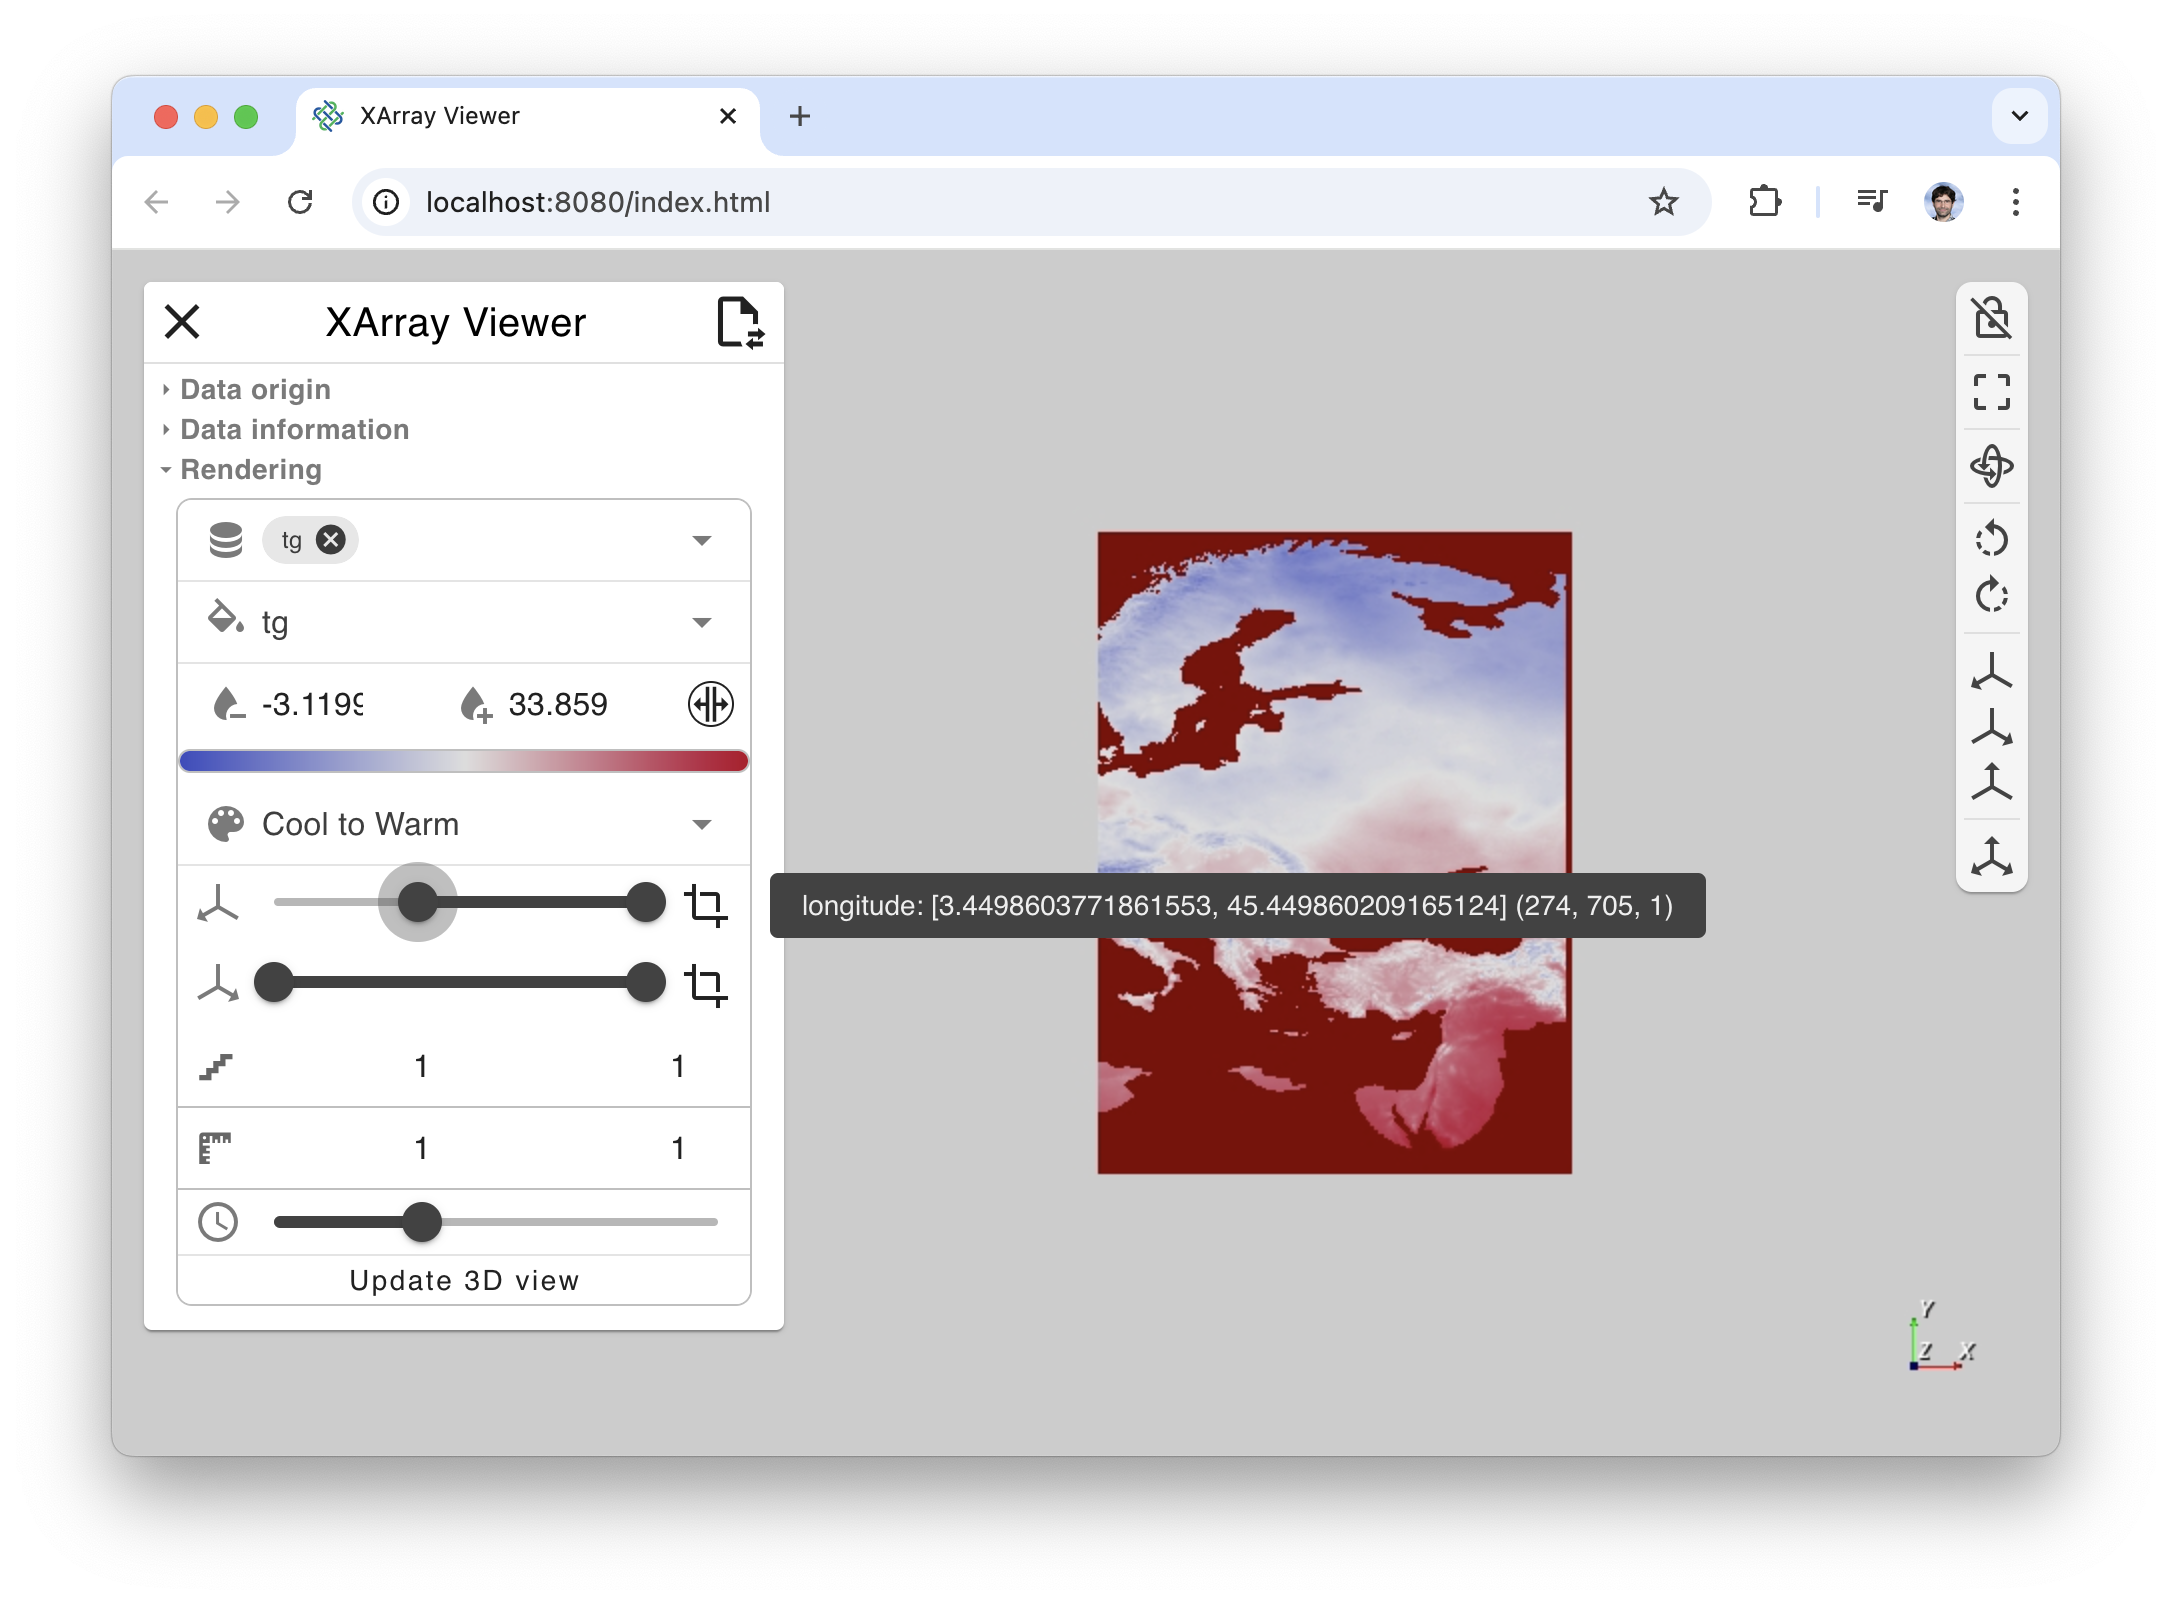 XArray Viewer
localhost:8080/index.html
XArray Viewer
Data origin
Data information
Rendering
tg
tg
-3.1199 33.859
Cool to Warm
longitude: [3.4498603771861553, 45.449860209165124] (274, 705, 1)
1 1
1 1
Update 3D view
Y
Z X